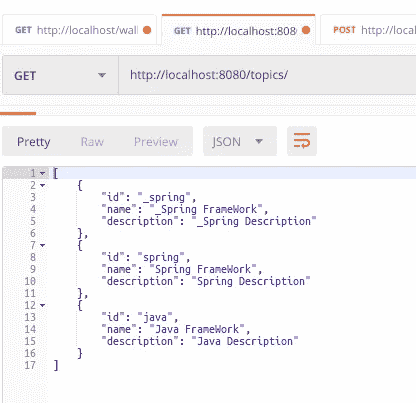 GET http://localhost/wall
GET http://localhost:808
POST http://local
GET http://localhost:8080/topics/
Pretty Raw Preview JSON
1 [
2 {
3 "id": "_spring",
4 "name": "_Spring FrameWork",
5 "description": "_Spring Description"
6 },
7 {
8 "id": "spring",
9 "name": "Spring FrameWork",
10 "description": "Spring Description"
11 },
12 {
13 "id": "java",
14 "name": "Java FrameWork",
15 "description": "Java Description"
16 }
17 ]